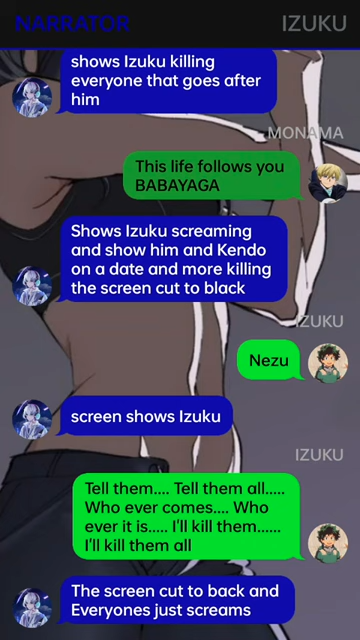 NARRATOR
IZUKU
shows Izuku killing
everyone that goes after
him
MONAMA
This life follows you
BABAYAGA
Shows Izuku screaming
and show him and Kendo
on a date and more killing
the screen cut to black
IZUKU
Nezu
screen shows Izuku
IZUKU
Tell them.... Tell them all.....
Who ever comes.... Who
ever it is..... I'll kill them......
I'll kill them all
The screen cut to back and
Everyones just screams